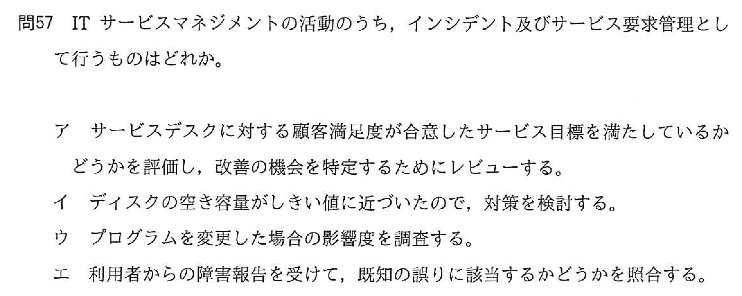 問57 IT サービスマネジメントの活動のうち，インシデント及びサービス要求管理とし
て行うものはどれか。
ア サービスデスクに対する顧客満足度が合意したサービス目標を満たしているか
どうかを評価し，改善の機会を特定するためにレビューする。
イ ディスクの空き容量がしきい値に近づいたので，対策を検討する。
ウ プログラムを変更した場合の影響度を調査する。
エ 利用者からの障害報告を受けて，既知の誤りに該当するかどうかを照合する。